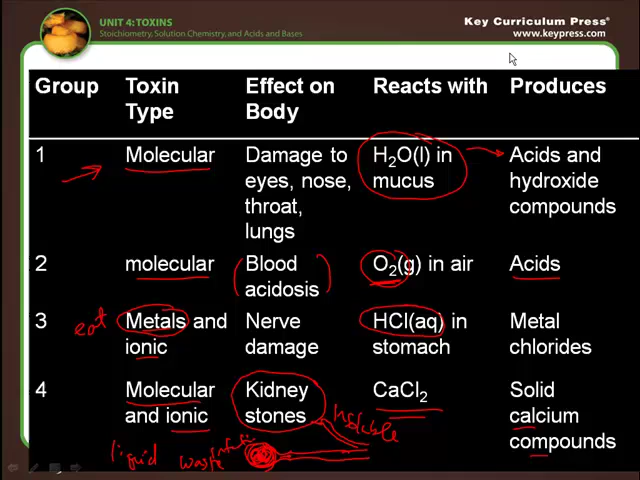 UNIT 4: TOXINS
Stoichiometry, Solution Chemistry, and Acids and Bases
Key Curriculum Press®
www.keypress.com
Group Toxin Type Effect on Body Reacts with Produces
1 Molecular Damage to eyes, nose, throat, lungs H₂O(l) in mucus Acids and hydroxide compounds
2 molecular Blood acidosis O₂(g) in air Acids
3 Metals and ionic Nerve damage HCl(aq) in stomach Metal chlorides
eat
4 Molecular and ionic Kidney stones CaCl₂ Solid calcium compounds
insoluble
liquid waste